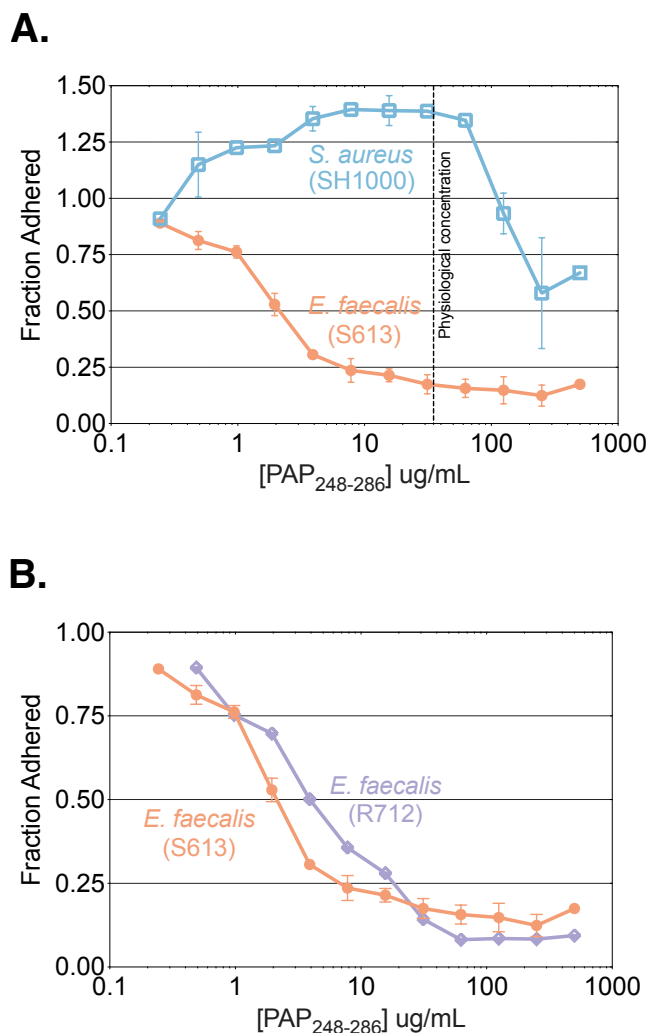 A.
1.50
1.25
1.00
0.75
0.50
0.25
0.00
Fraction Adhered
S. aureus
(SH1000)
E. faecalis
(S613)
Physiological concentration
0.1
1
10
100
1000
[PAP248-286] ug/mL
B.
1.00
0.75
0.50
0.25
0.00
Fraction Adhered
E. faecalis
(R712)
E. faecalis
(S613)
0.1
1
10
100
1000
[PAP248-286] ug/mL